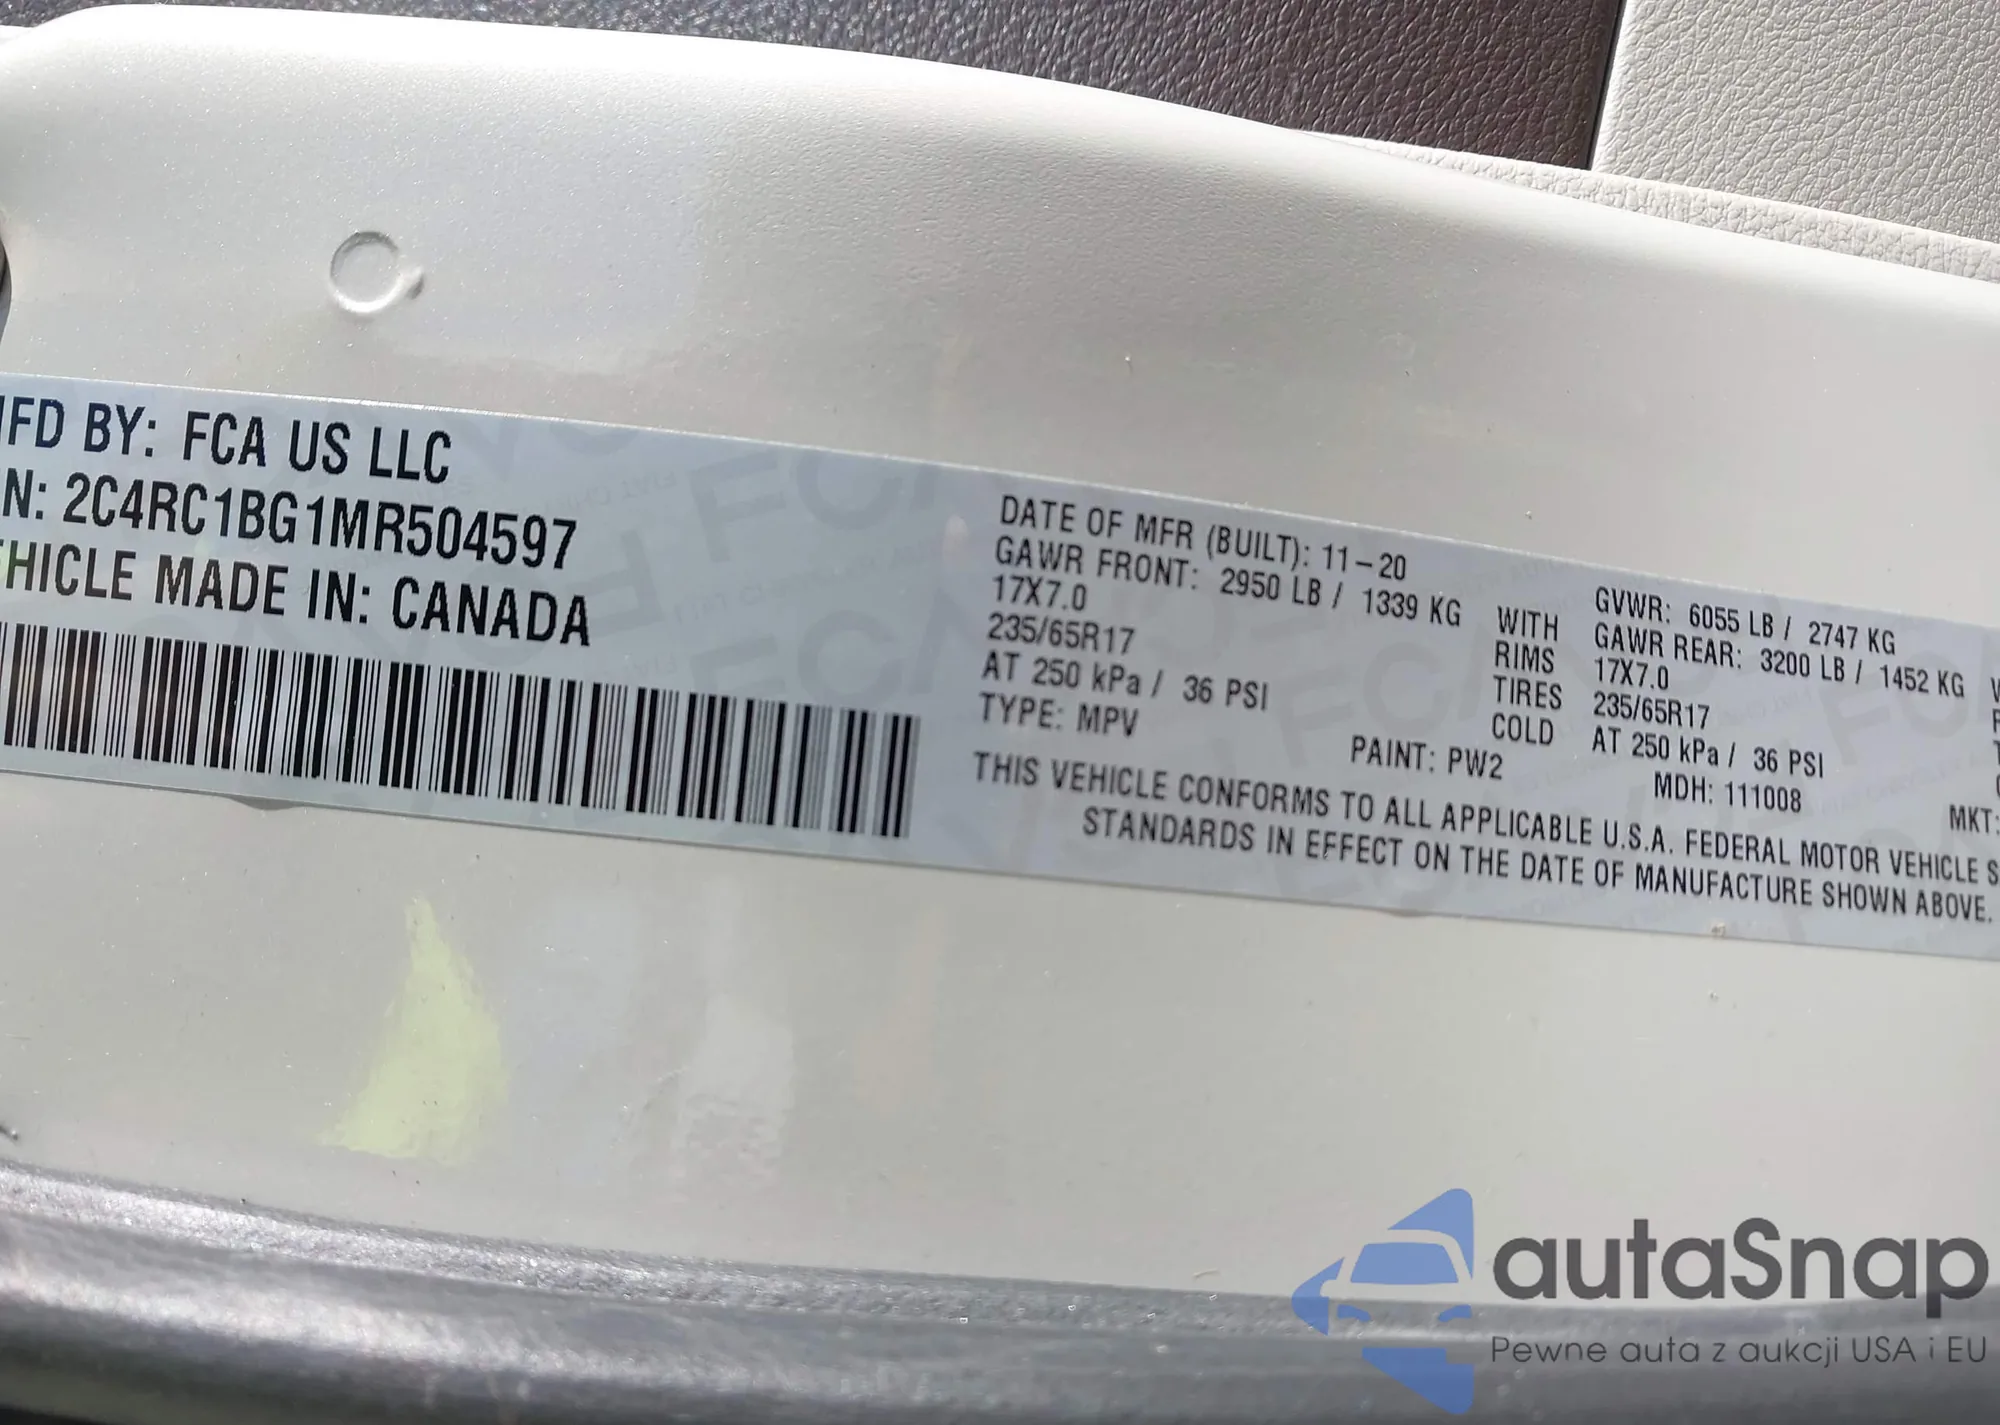 MFD BY: FCA US LLC
VIN: 2C4RC1BG1MR504597
VEHICLE MADE IN: CANADA
DATE OF MFR (BUILT): 11-20
GVWR: 6055 LB / 2747 KG
GAWR FRONT: 2950 LB / 1339 KG WITH
GAWR REAR: 3200 LB / 1452 KG
17X7.0 RIMS
17X7.0
235/65R17 TIRES
235/65R17
AT 250 kPa / 36 PSI COLD
AT 250 kPa / 36 PSI
TYPE: MPV PAINT: PW2 MDH: 111008 MKT:
THIS VEHICLE CONFORMS TO ALL APPLICABLE U.S.A. FEDERAL MOTOR VEHICLE S
STANDARDS IN EFFECT ON THE DATE OF MANUFACTURE SHOWN ABOVE.
autaSnap
Pewne auta z aukcji USA i EU